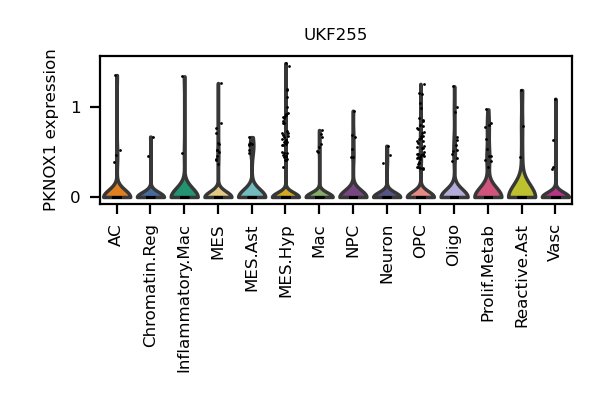 UKF255
PKNOX1 expression
1
0
AC
Chromatin.Reg
Inflammatory.Mac
MES
MES.Ast
MES.Hyp
Mac
NPC
Neuron
OPC
Oligo
Prolif.Metab
Reactive.Ast
Vasc